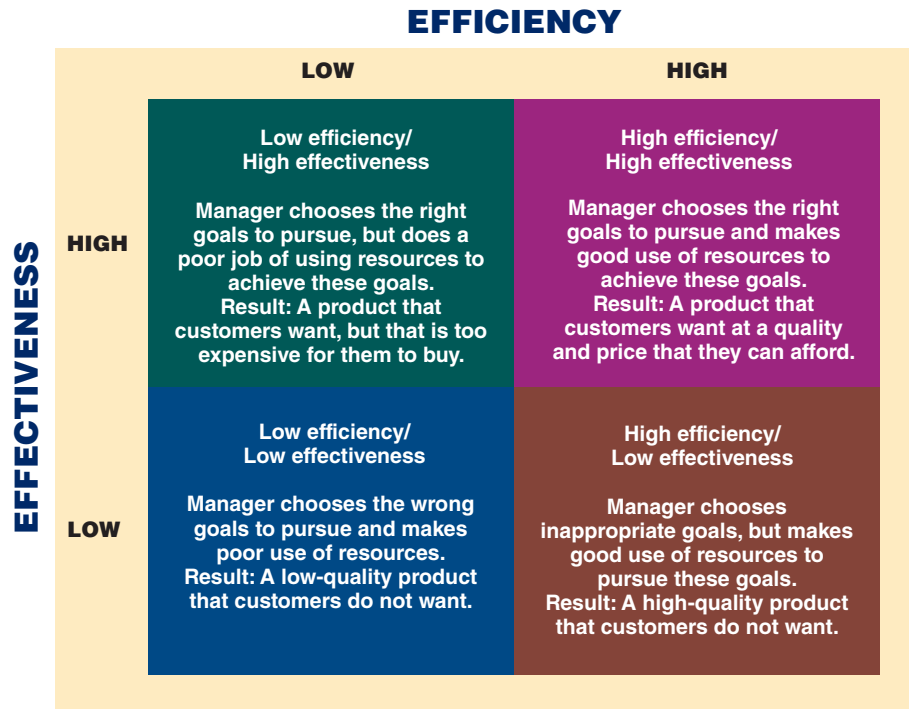 EFFICIENCY
LOW
HIGH
EFFECTIVENESS
HIGH
Low efficiency/
High effectiveness
Manager chooses the right
goals to pursue, but does a
poor job of using resources to
achieve these goals.
Result: A product that
customers want, but that is too
expensive for them to buy.
High efficiency/
High effectiveness
Manager chooses the right
goals to pursue and makes
good use of resources to
achieve these goals.
Result: A product that
customers want at a quality
and price that they can afford.
LOW
Low efficiency/
Low effectiveness
Manager chooses the wrong
goals to pursue and makes
poor use of resources.
Result: A low-quality product
that customers do not want.
High efficiency/
Low effectiveness
Manager chooses
inappropriate goals, but makes
good use of resources to
pursue these goals.
Result: A high-quality product
that customers do not want.